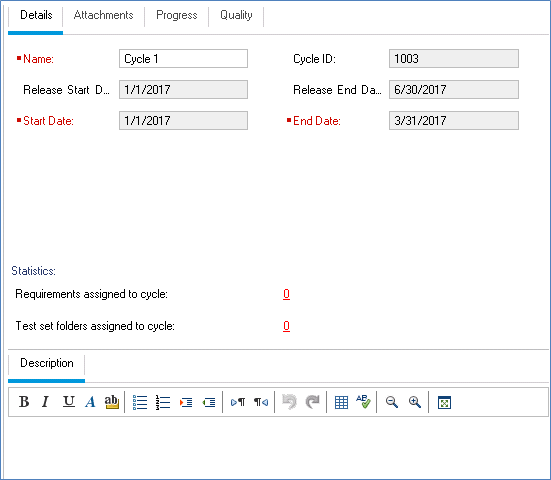 Details Attachments Progress Quality
Name: Cycle 1 Cycle ID: 1003
Release Start D... 1/1/2017 Release End Da... 6/30/2017
Start Date: 1/1/2017 End Date: 3/31/2017
Statistics:
Requirements assigned to cycle: 0
Test set folders assigned to cycle: 0
Description
B I U A ab